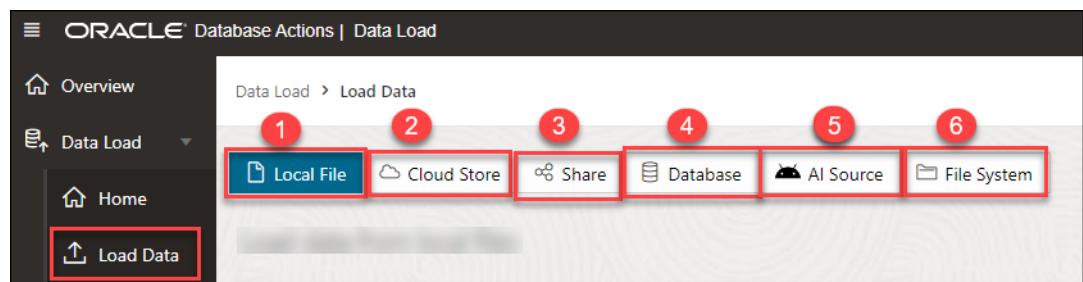 ORACLE Database Actions | Data Load
Overview
Data Load > Load Data
1 2 3 4 5 6
Data Load
Local File Cloud Store Share Database AI Source File System
Home
Load Data